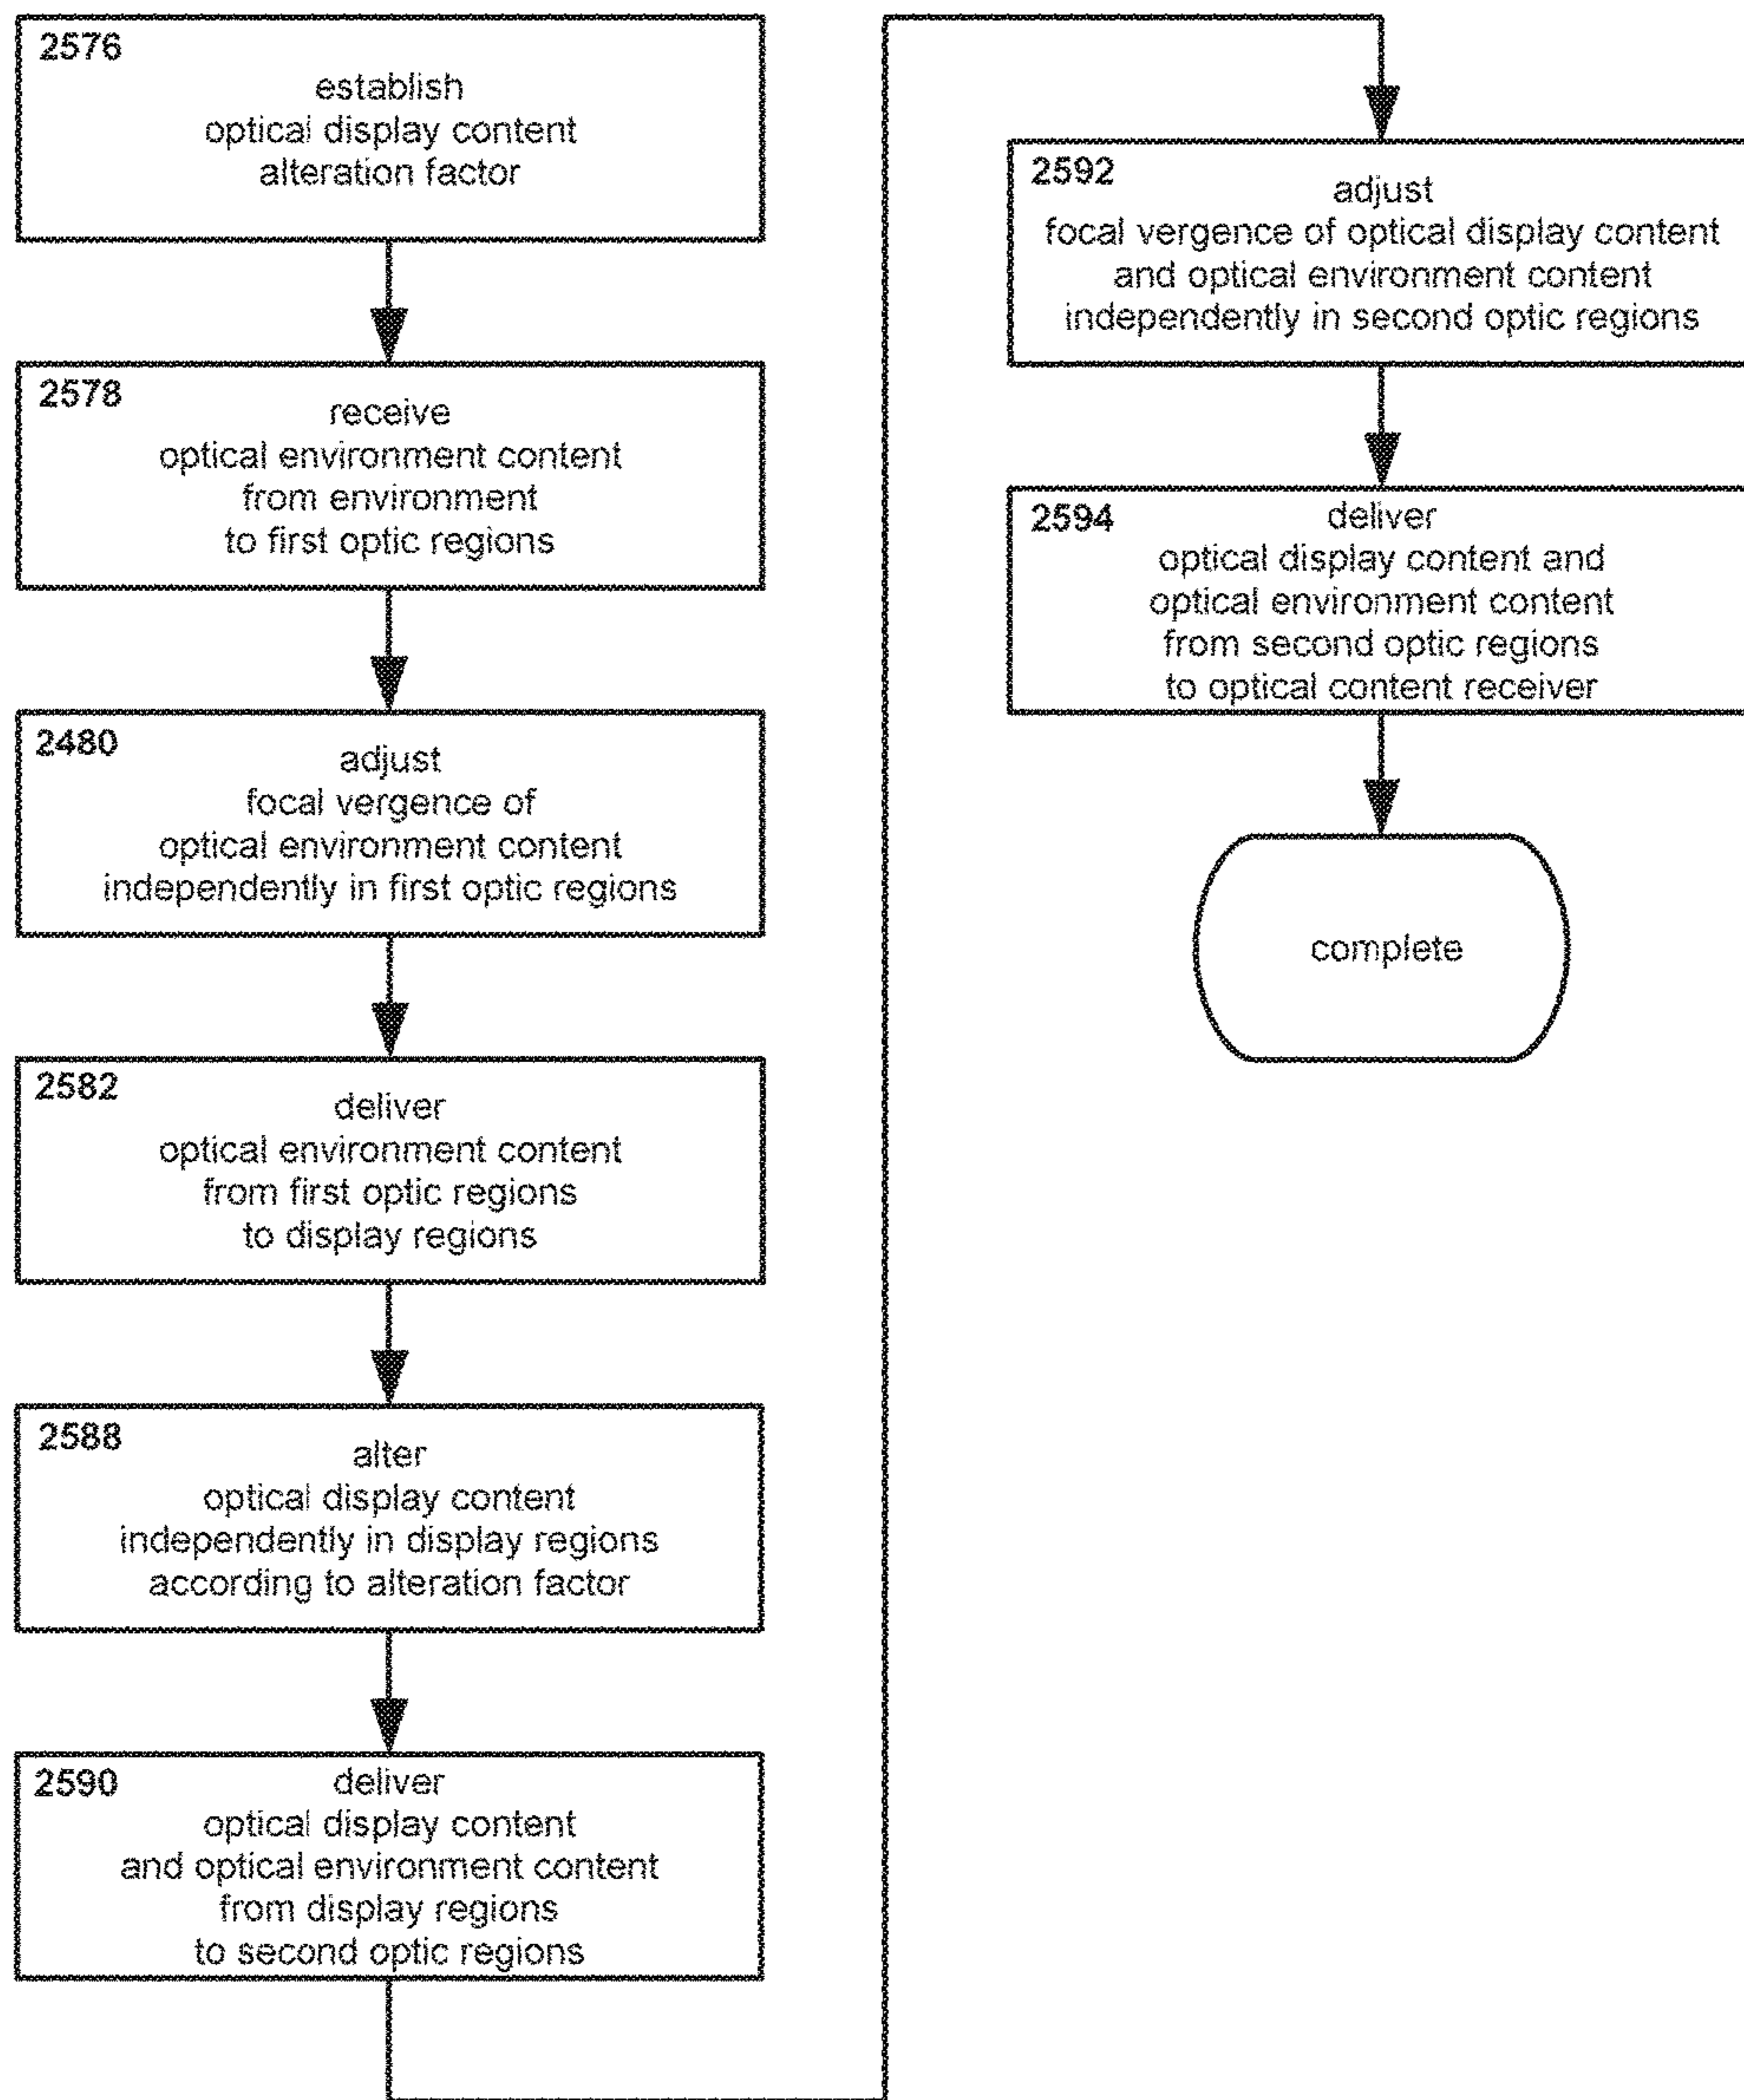 2576
establish
optical display content
alteration factor
2578
receive
optical environment content
from environment
to first optic regions
2480
adjust
focal vergence of
optical environment content
independently in first optic regions
2582
deliver
optical environment content
from first optic regions
to display regions
2588
alter
optical display content
independently in display regions
according to alteration factor
2590
deliver
optical display content
and optical environment content
from display regions
to second optic regions
2592
adjust
focal vergence of optical display content
and optical environment content
independently in second optic regions
2594
deliver
optical display content and
optical environment content
from second optic regions
to optical content receiver
complete